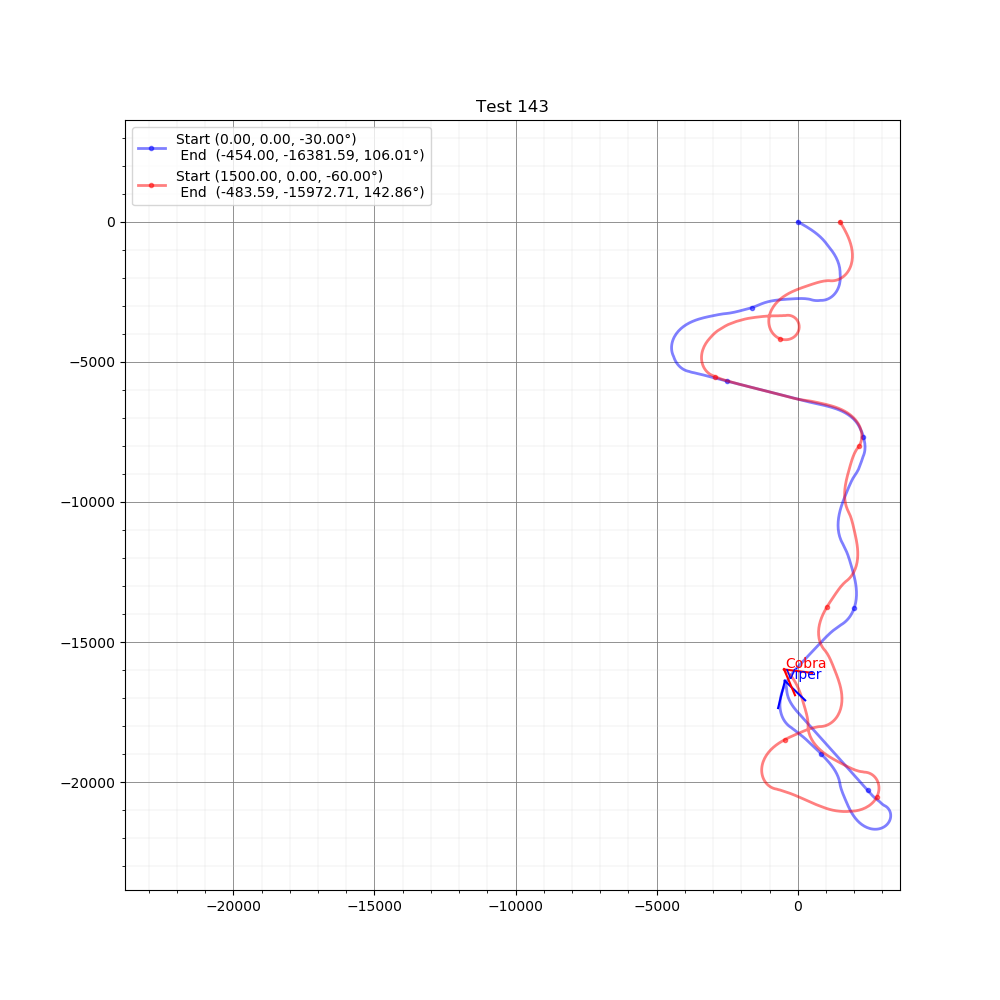 Test 143
Start (0.00, 0.00, -30.00°)
End (-454.00, -16381.59, 106.01°)
Start (1500.00, 0.00, -60.00°)
End (-483.59, -15972.71, 142.86°)
0
−5000
−10000
−15000
−20000
Cobra
Viper
−20000 −15000 −10000 −5000 0